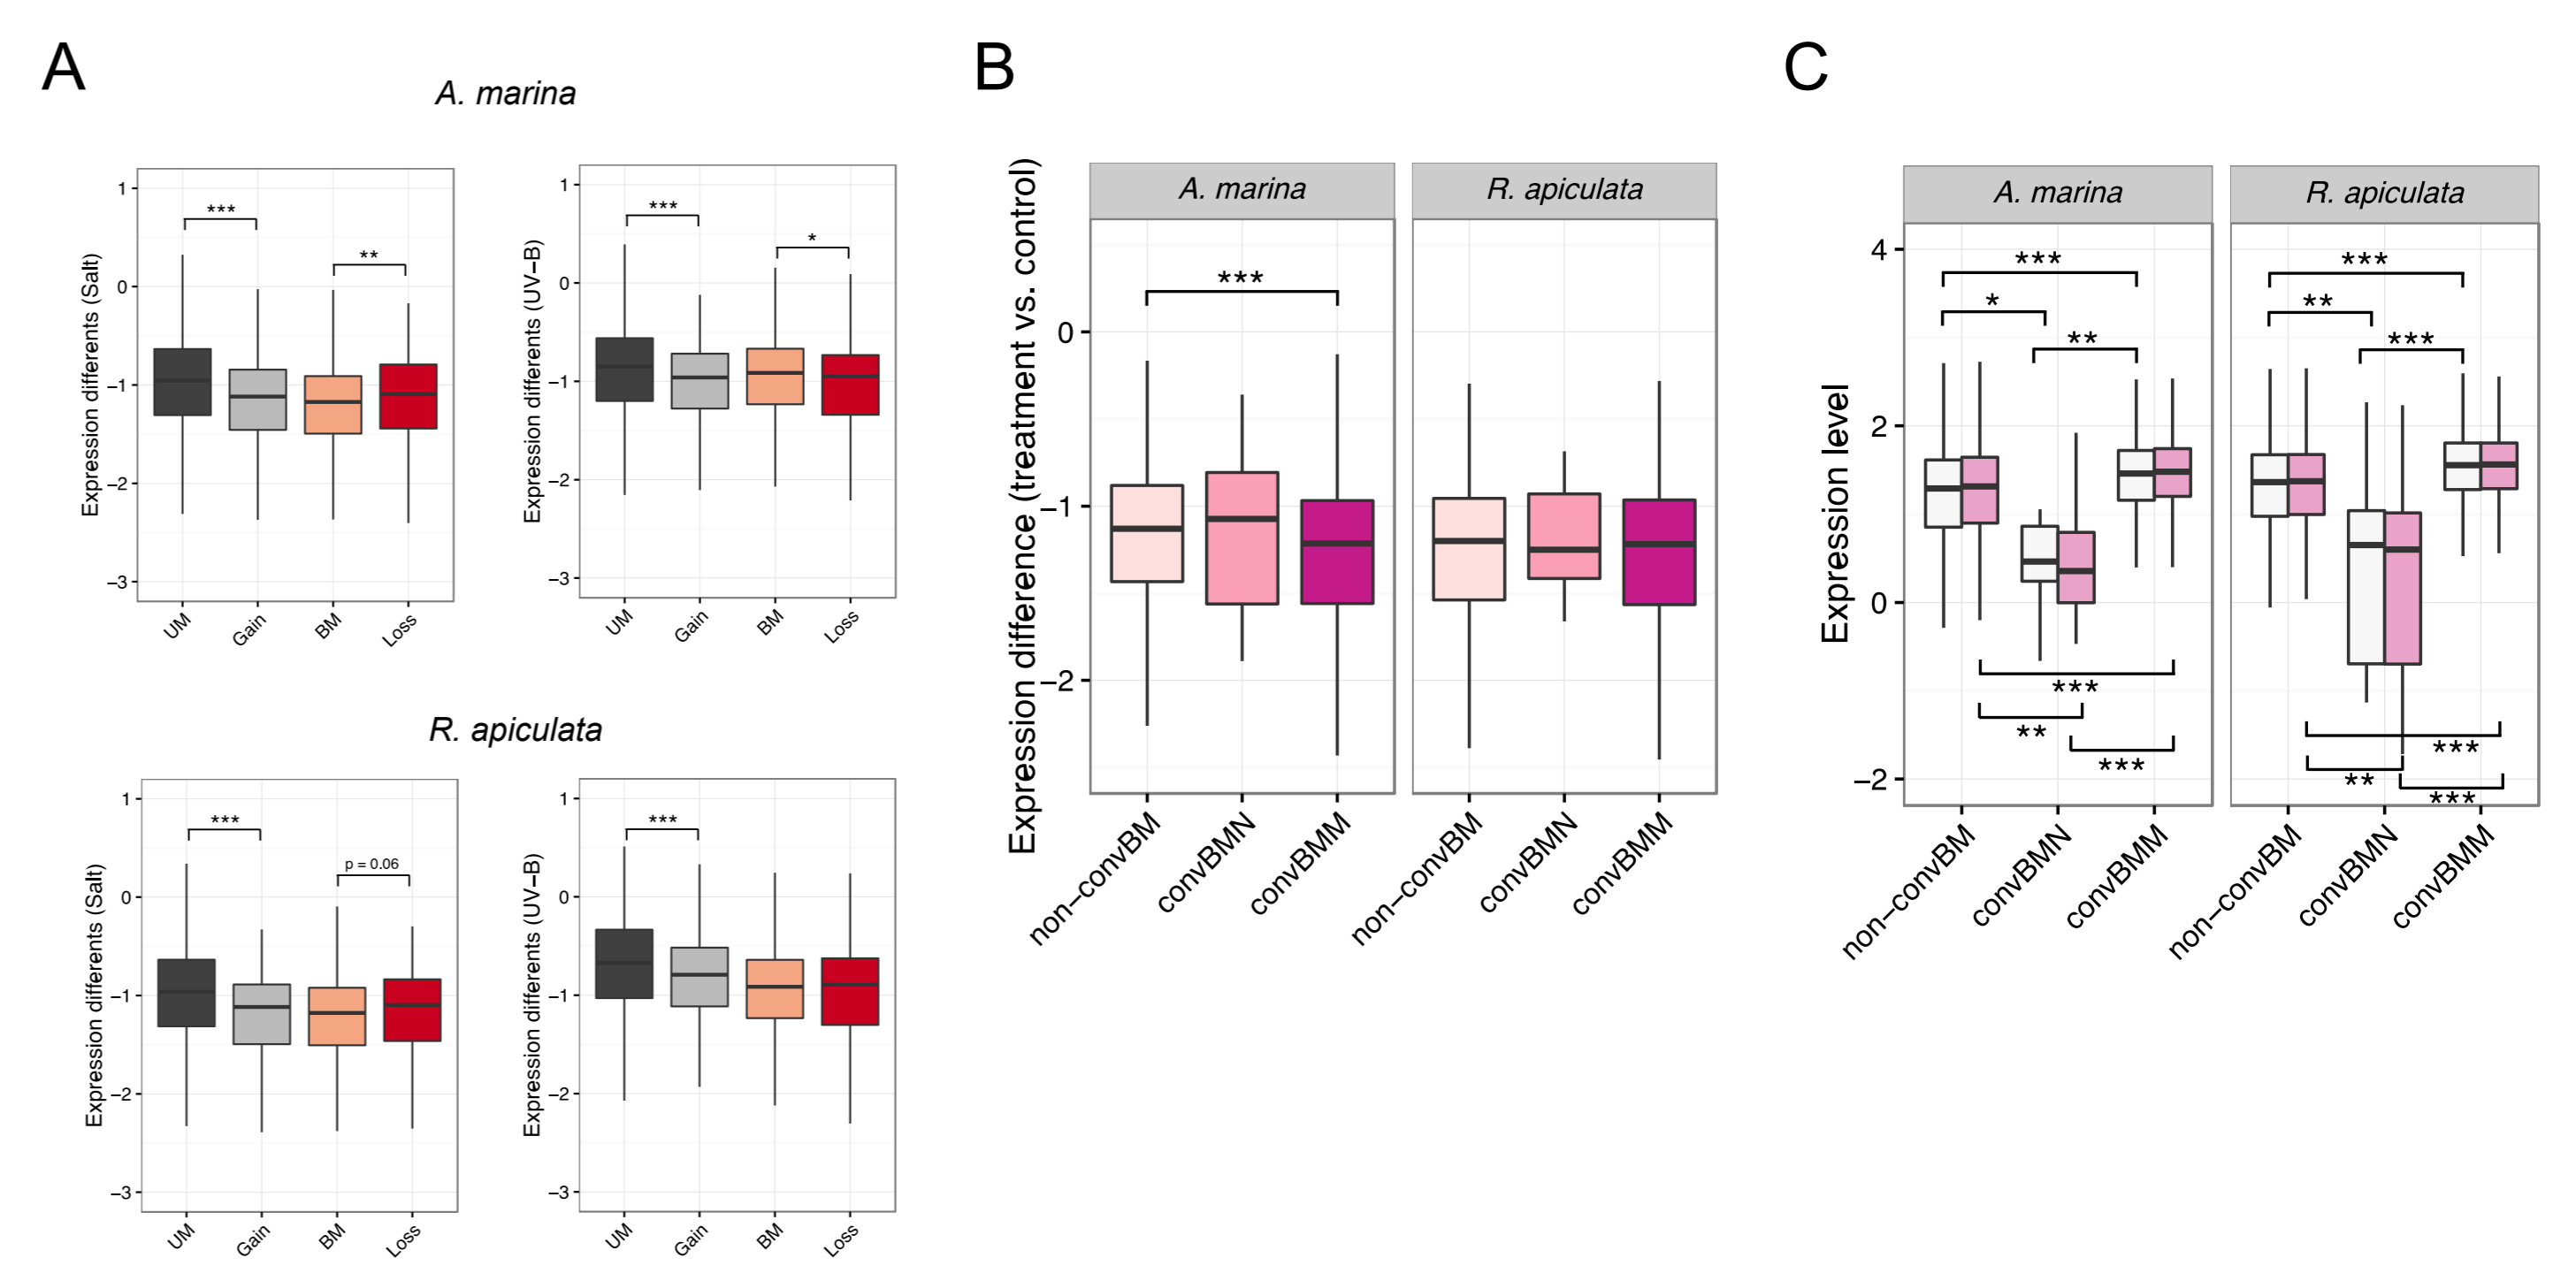 A
A. marina
Expression differents (Salt)
1
0
−1
−2
−3
***
**
UM
Gain
BM
Loss
Expression differents (UV−B)
1
0
−1
−2
−3
***
*
UM
Gain
BM
Loss
R. apiculata
Expression differents (Salt)
1
0
−1
−2
−3
***
p = 0.06
UM
Gain
BM
Loss
Expression differents (UV−B)
1
0
−1
−2
−3
***
UM
Gain
BM
Loss
B
Expression difference (treatment vs. control)
A. marina
R. apiculata
0
−1
−2
***
non−convBM
convBMN
convBMM
non−convBM
convBMN
convBMM
C
Expression level
A. marina
R. apiculata
4
2
0
−2
***
*
**
***
**
***
***
**
***
***
**
***
non−convBM
convBMN
convBMM
non−convBM
convBMN
convBMM